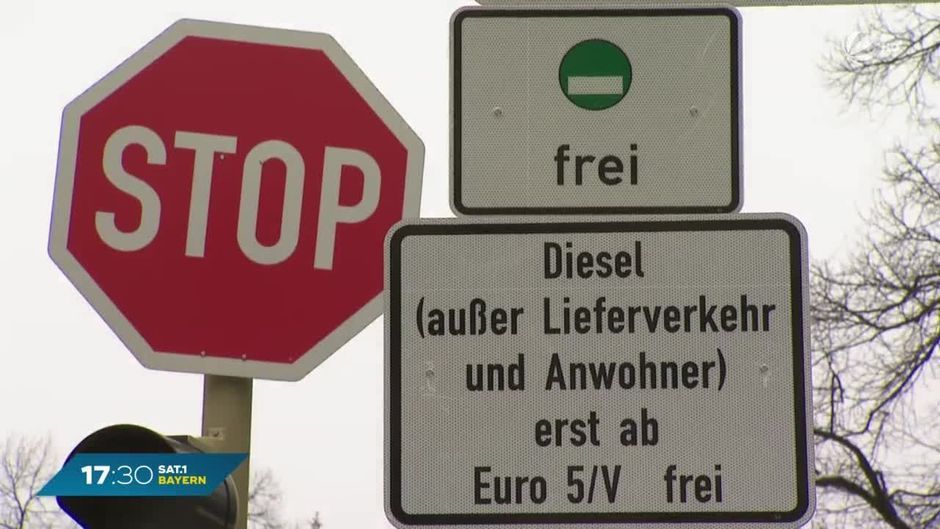 STOP
frei
Diesel
(außer Lieferverkehr
und Anwohner)
erst ab
Euro 5/V frei
17:30 SAT.1
BAYERN